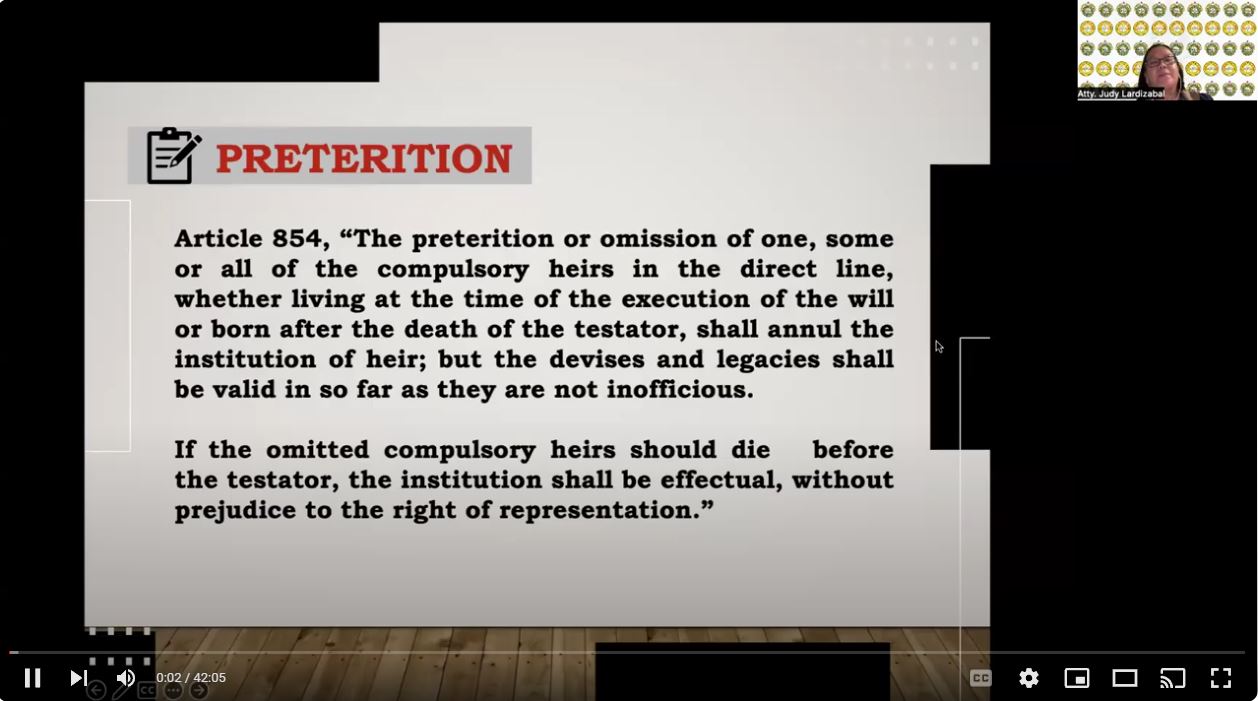 Atty. Judy Lardizabal
PRETERITION
Article 854, “The preterition or omission of one, some
or all of the compulsory heirs in the direct line,
whether living at the time of the execution of the will
or born after the death of the testator, shall annul the
institution of heir; but the devises and legacies shall
be valid in so far as they are not inofficious.
If the omitted compulsory heirs should die before
the testator, the institution shall be effectual, without
prejudice to the right of representation.”
0:02 / 42:05
CC
CC